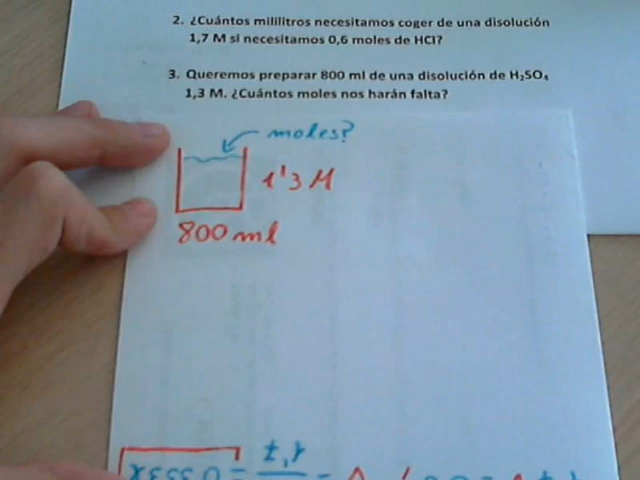 2. ¿Cuántos mililitros necesitamos coger de una disolución
1,7 M si necesitamos 0,6 moles de HCl?
3. Queremos preparar 800 ml de una disolución de H₂SO₄
1,3 M. ¿Cuántos moles nos harán falta?
moles?
1'3 M
800 ml